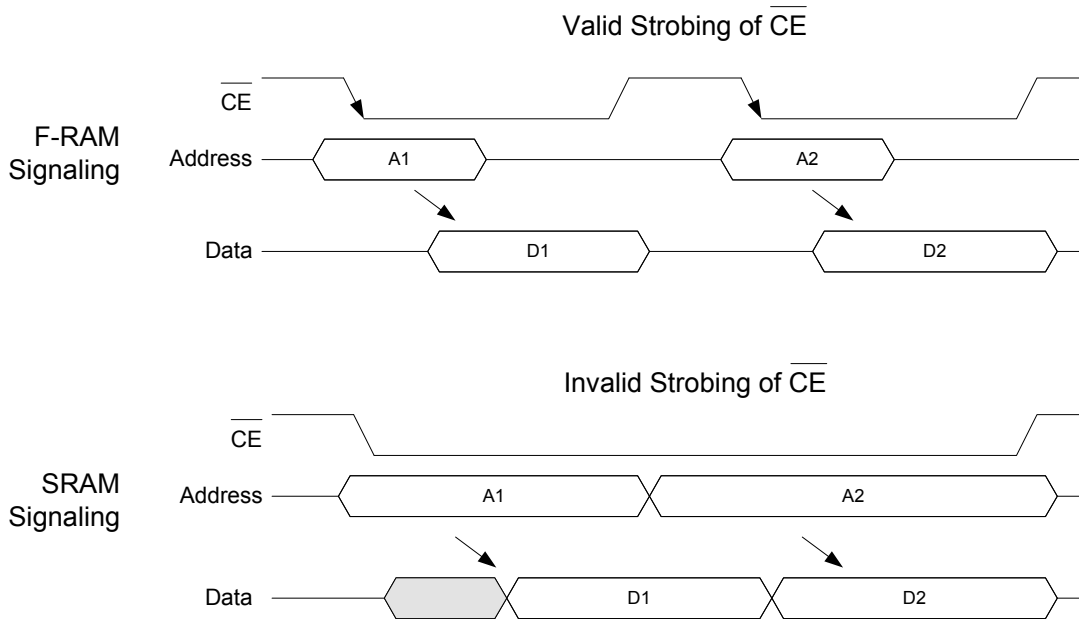 Valid Strobing of CE
CE
F-RAM
Signaling
Address
A1
A2
Data
D1
D2
Invalid Strobing of CE
CE
SRAM
Signaling
Address
A1
A2
Data
D1
D2